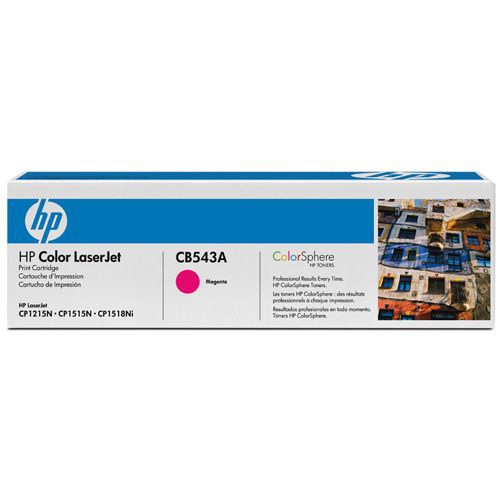 hp
HP Color LaserJet
Print Cartridge
Cartouche d'Impression
Cartucho de Impresión
HP LaserJet
CP1215N · CP1515N · CP1518Ni
CB543A
Magenta
ColorSphere
HP TONERS
Professional Results Every Time.
HP ColorSphere Toners.
Les toners HP ColorSphere : des résultats
professionnels à chaque impression.
Resultados profesionales en todo momento.
Tóners HP ColorSphere.